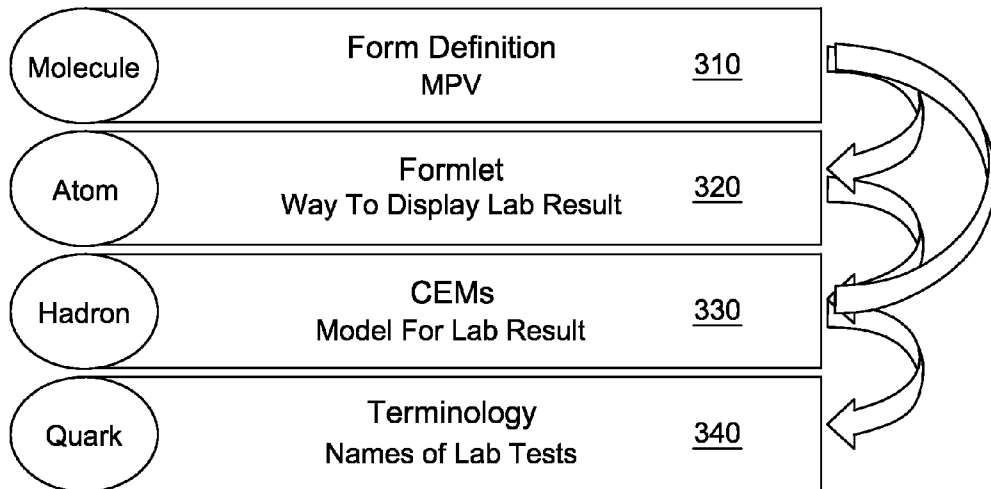 Molecule
Form Definition
MPV
310
Atom
Formlet
Way To Display Lab Result
320
Hadron
CEMs
Model For Lab Result
330
Quark
Terminology
Names of Lab Tests
340